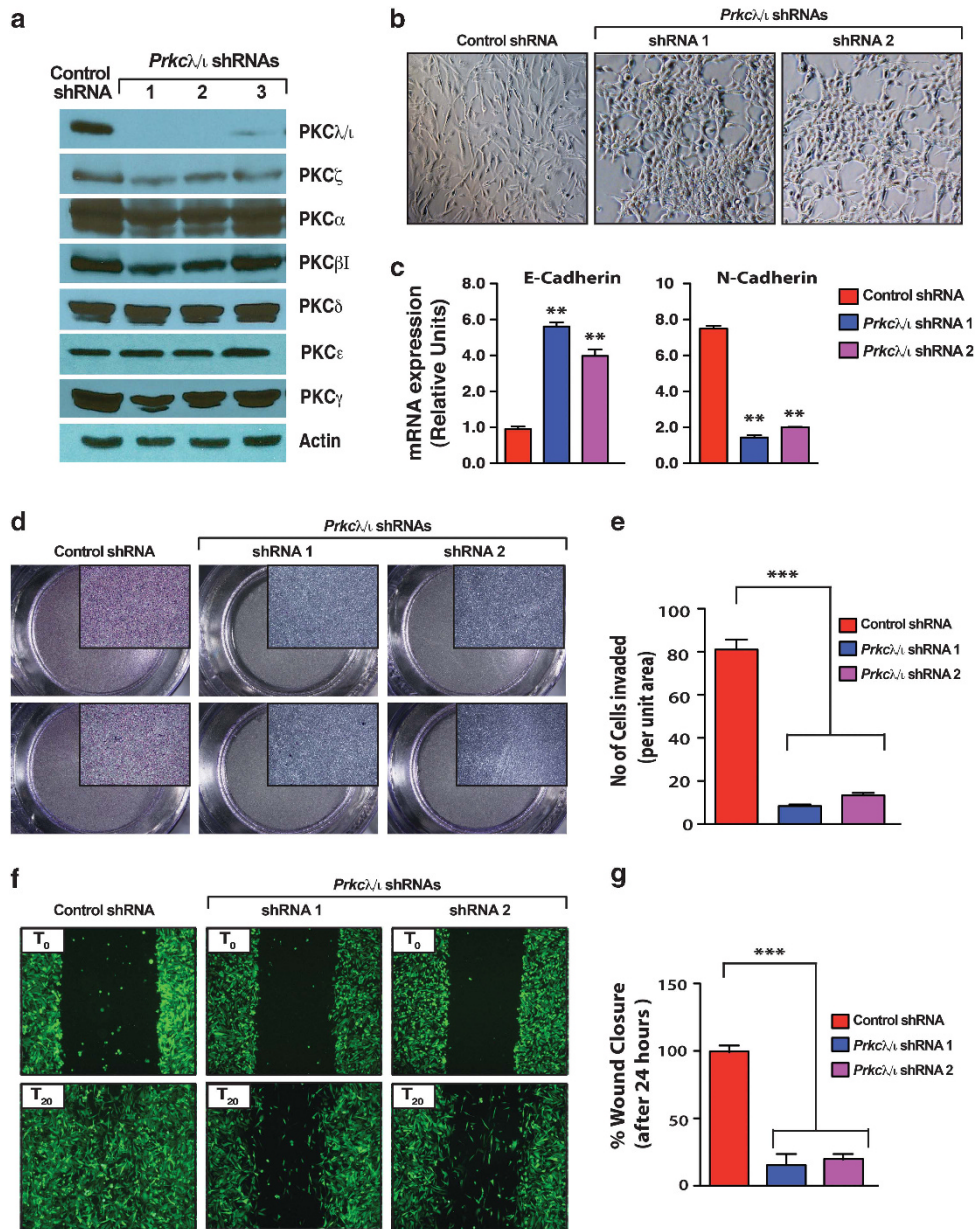 a
Control
shRNA
Prkcλ/ι shRNAs
1 2 3
PKCλ/ι
PKCζ
PKCα
PKCβI
PKCδ
PKCε
PKCγ
Actin
b
Prkcλ/ι shRNAs
Control shRNA shRNA 1 shRNA 2
c
E-Cadherin
mRNA expression
(Relative Units)
8.0
6.0
4.0
2.0
1.0
0.0
**
**
N-Cadherin
8.0
6.0
4.0
2.0
0.0
** **
Control shRNA
Prkcλ/ι shRNA 1
Prkcλ/ι shRNA 2
d
Prkcλ/ι shRNAs
Control shRNA shRNA 1 shRNA 2
e
***
No of Cells invaded
(per unit area)
100
80
60
40
20
0
Control shRNA
Prkcλ/ι shRNA 1
Prkcλ/ι shRNA 2
f
Prkcλ/ι shRNAs
Control shRNA shRNA 1 shRNA 2
T0 T0 T0
T20 T20 T20
g
***
% Wound Closure
(after 24 hours )
150
100
50
0
Control shRNA
Prkcλ/ι shRNA 1
Prkcλ/ι shRNA 2